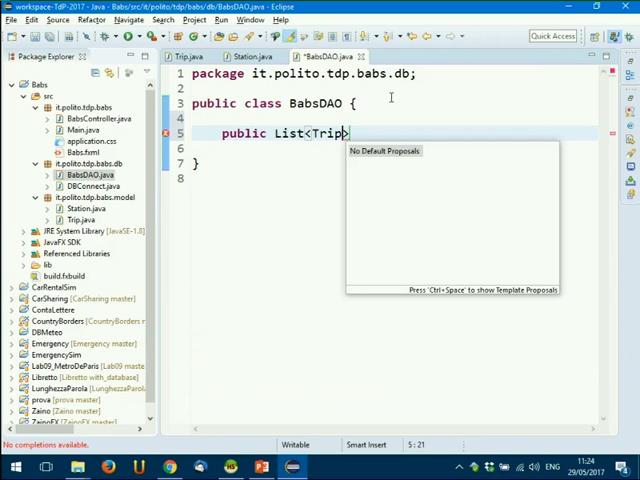 workspace-TdP-2017 - Java - Babs/src/it/polito/tdp/babs/db/BabsDAO.java - Eclipse
File Edit Source Refactor Navigate Search Project Run Window Help
Quick Access
Package Explorer
Babs
src
it.polito.tdp.babs
BabsController.java
Main.java
application.css
Babs.fxml
it.polito.tdp.babs.db
BabsDAO.java
DBConnect.java
it.polito.tdp.babs.model
Station.java
Trip.java
JRE System Library [JavaSE-1.8]
JavaFX SDK
Referenced Libraries
lib
build.fxbuild
CarRentalSim
CarSharing [CarSharing master]
ContaLettere
CountryBorders [CountryBorders master]
DBMeteo
Emergency [Emergency master]
EmergencySim
Lab09_MetroDeParis [Lab09 master]
Libretto [Libretto with_database]
LunghezzaParola [LunghezzaParola master]
prova [prova master]
Zaino [Zaino master]
ZainoFX [Zaino master]
Trip.java
Station.java
*BabsDAO.java
1 package it.polito.tdp.babs.db;
2
3 public class BabsDAO {
4
5 public List<Trip>
6
7 }
8
No Default Proposals
Press 'Ctrl+Space' to show Template Proposals
No completions available.
Writable
Smart Insert
5 : 21
ENG
11:24
29/05/2017